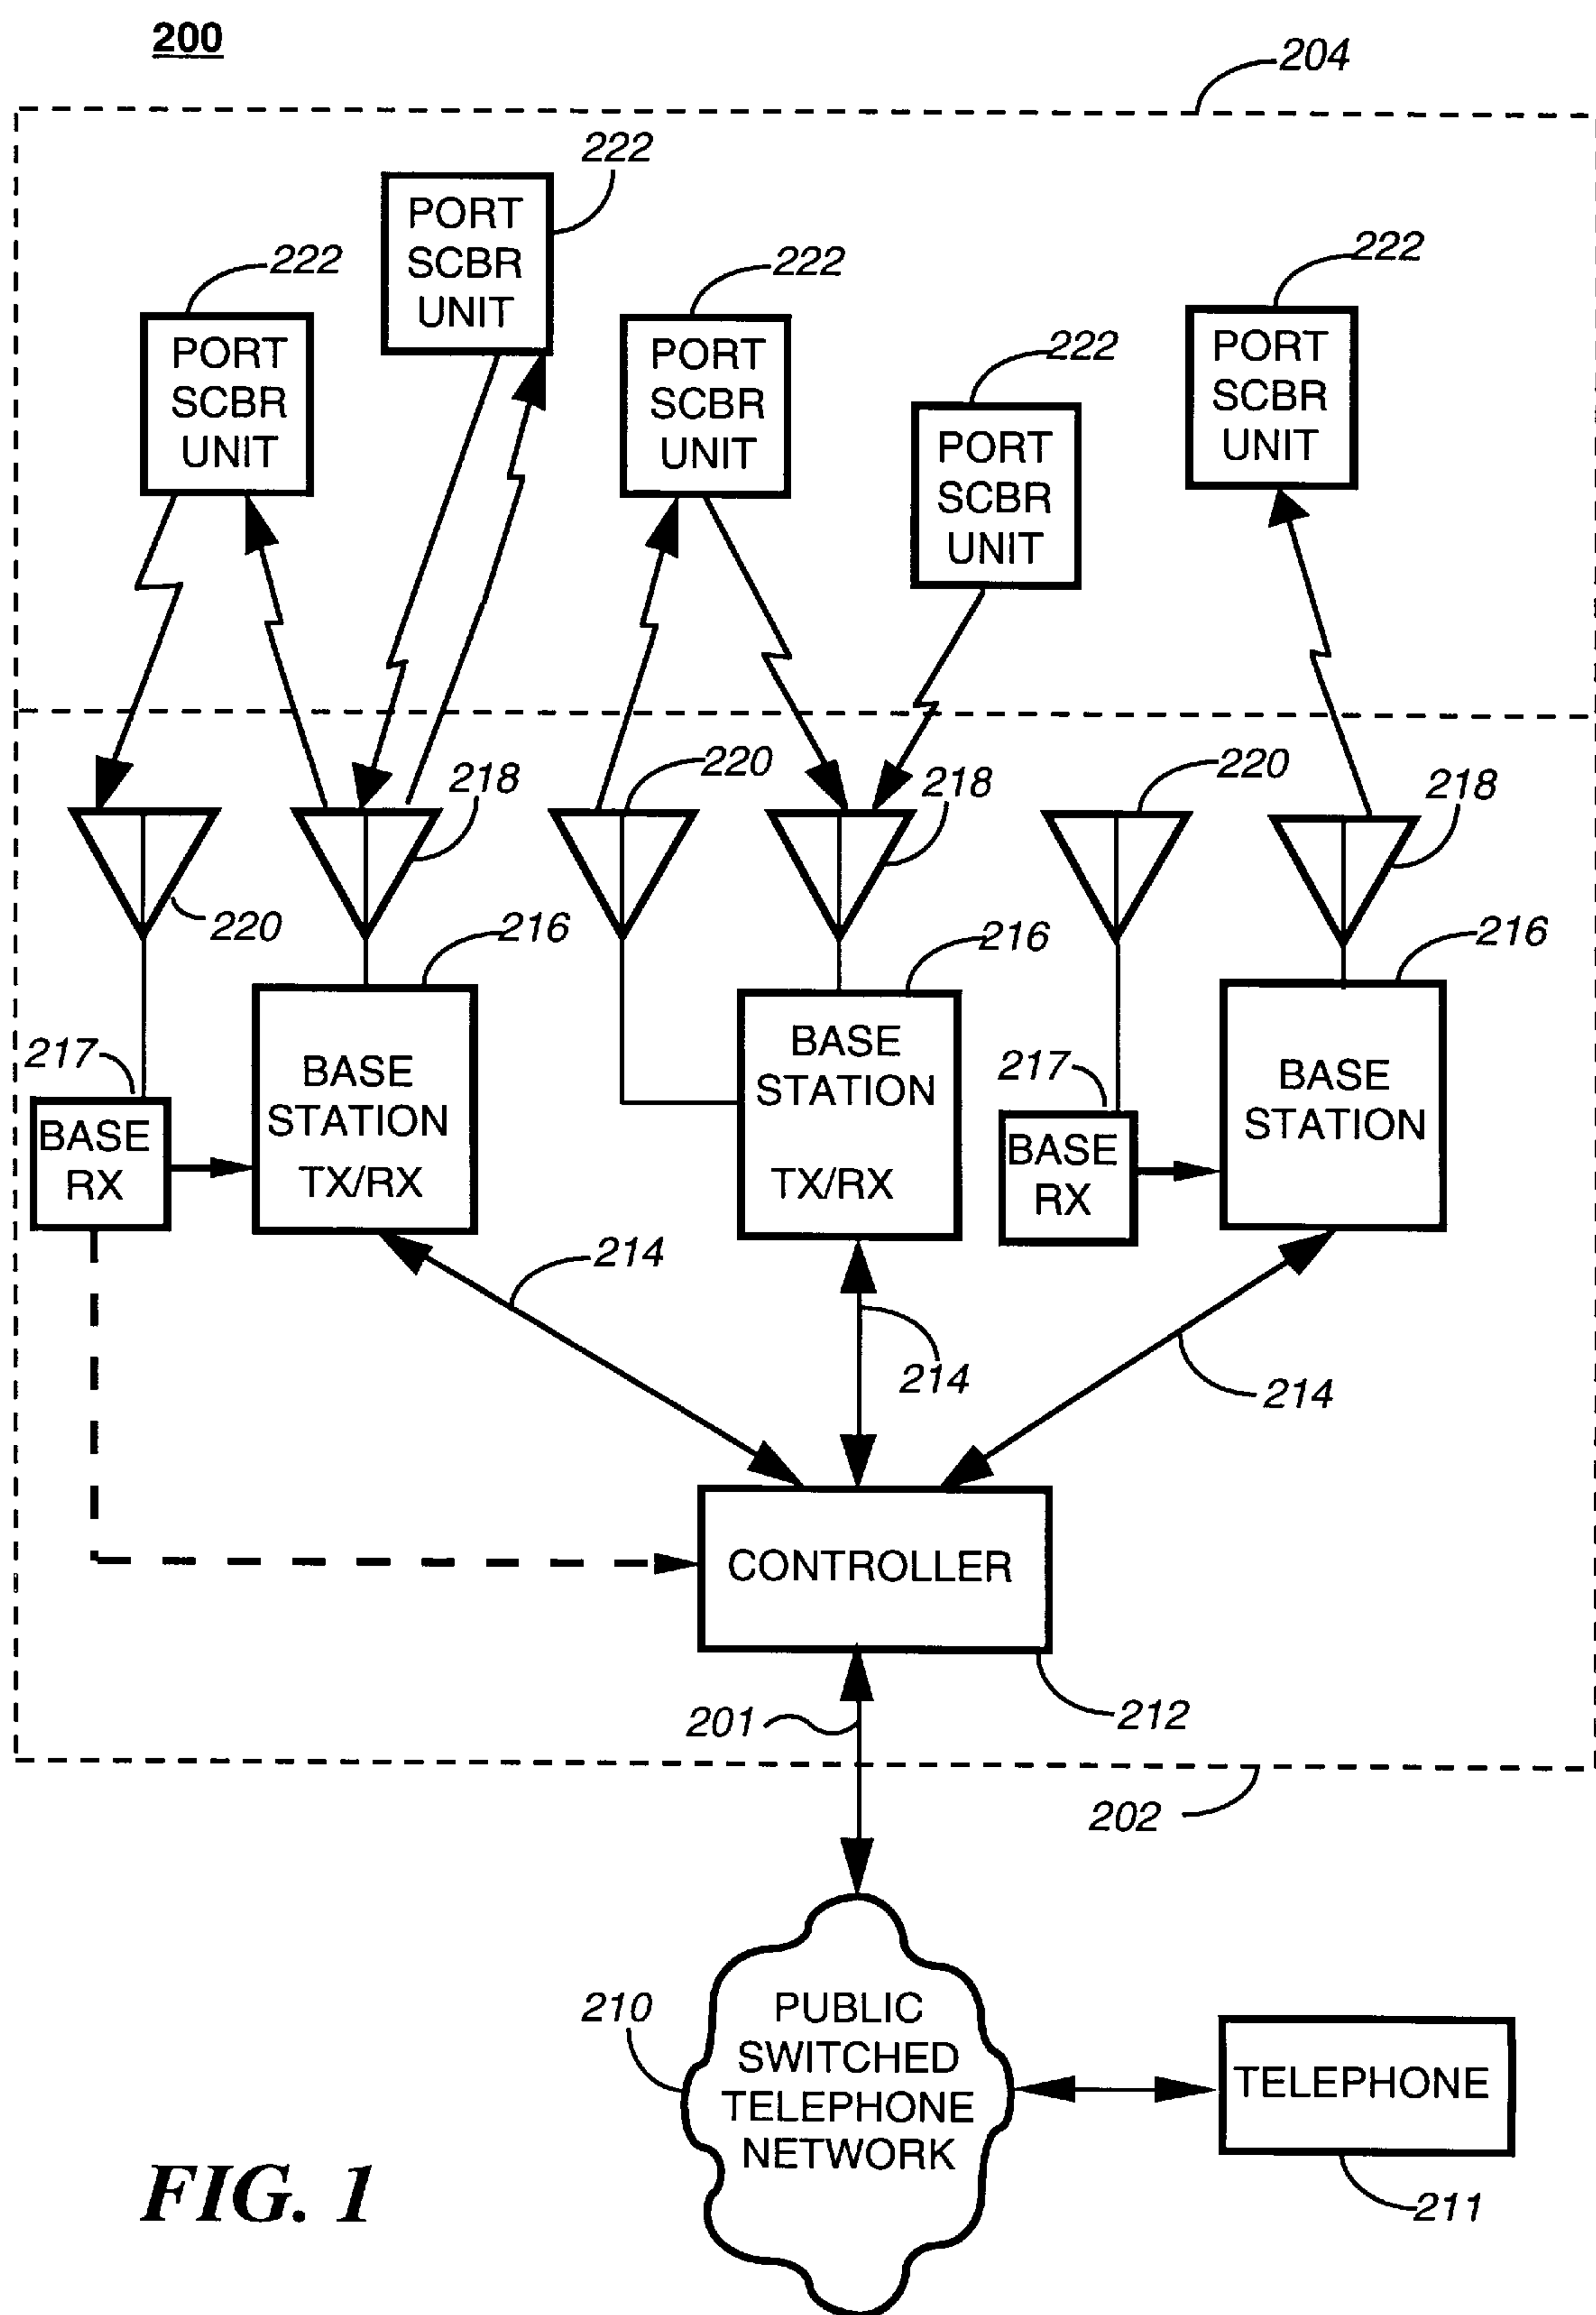 200
204
222
PORT
SCBR
UNIT
222
PORT
SCBR
UNIT
222
PORT
SCBR
UNIT
222
PORT
SCBR
UNIT
222
PORT
SCBR
UNIT
220
218
220
218
220
218
216
216
216
217
BASE
RX
BASE
STATION
TX/RX
BASE
STATION
TX/RX
217
BASE
RX
BASE
STATION
214
214
214
CONTROLLER
201
212
202
210
PUBLIC
SWITCHED
TELEPHONE
NETWORK
TELEPHONE
211
FIG. 1